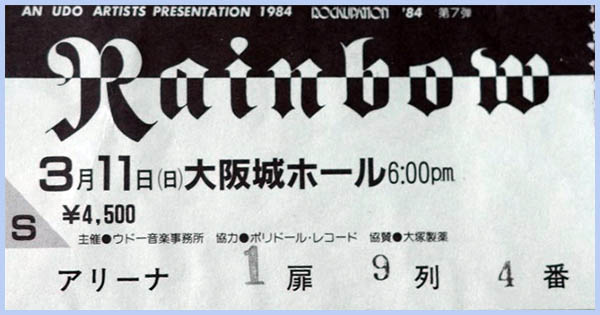 AN UDO ARTISTS PRESENTATION 1984 ROCKUPATION '84 第7弾
Rainbow
3月11日(日)大阪城ホール6:00pm
S ¥4,500
主催●ウドー音楽事務所 協力●ポリドール・レコード 協賛●大塚製薬
アリーナ 1 扉 9 列 4 番